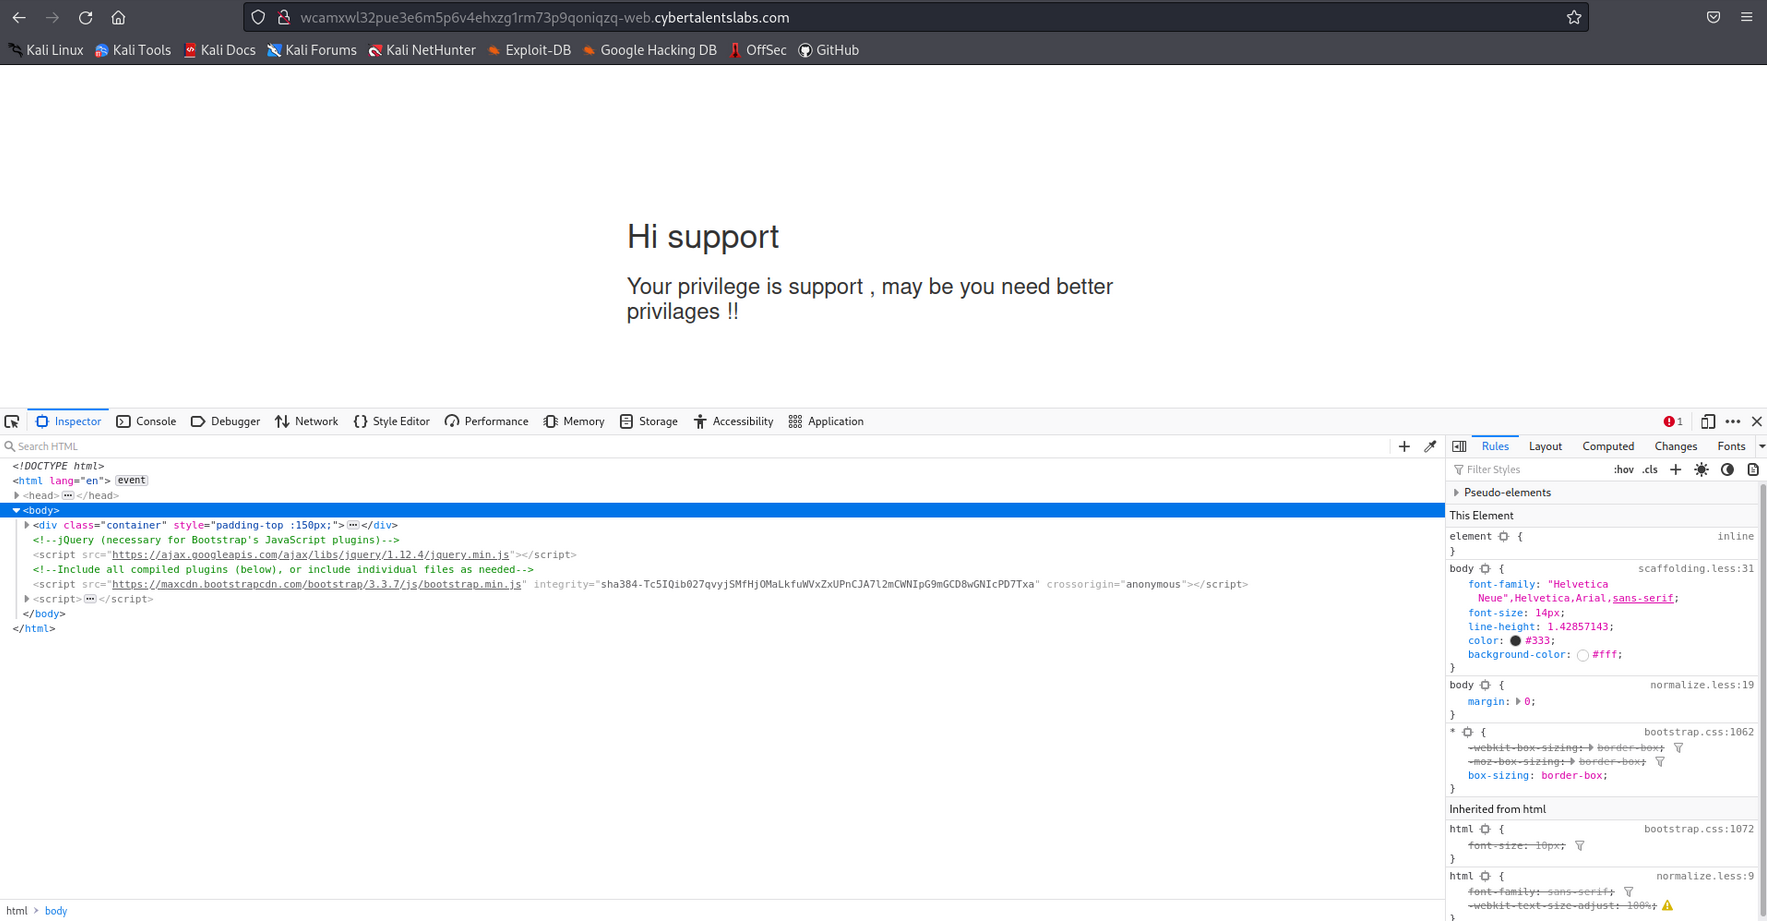 wcamxwl32pue3e6m5p6v4ehxzg1rm73p9qoniqzq-web.cybertalentslabs.com
Kali Linux Kali Tools Kali Docs Kali Forums Kali NetHunter Exploit-DB Google Hacking DB OffSec GitHub
Hi support
Your privilege is support , may be you need better
privilages !!
Inspector Console Debugger Network Style Editor Performance Memory Storage Accessibility Application 1
Search HTML
<!DOCTYPE html>
<html lang="en"> event
<head> ••• </head>
<body>
<div class="container" style="padding-top :150px;"> ••• </div>
<!--jQuery (necessary for Bootstrap's JavaScript plugins)-->
<script src="https://ajax.googleapis.com/ajax/libs/jquery/1.12.4/jquery.min.js"></script>
<!--Include all compiled plugins (below), or include individual files as needed-->
<script src="https://maxcdn.bootstrapcdn.com/bootstrap/3.3.7/js/bootstrap.min.js" integrity="sha384-Tc5IQib027qvyjSMfHjOMaLkfuWVxZxUPnCJA7l2mCWNIpG9mGCD8wGNIcPD7Txa" crossorigin="anonymous"></script>
<script> ••• </script>
</body>
</html>
html > body
Rules Layout Computed Changes Fonts
Filter Styles :hov .cls
Pseudo-elements
This Element
element { inline
}
body { scaffolding.less:31
font-family: "Helvetica
Neue",Helvetica,Arial,sans-serif;
font-size: 14px;
line-height: 1.42857143;
color: #333;
background-color: #fff;
}
body { normalize.less:19
margin: 0;
}
* { bootstrap.css:1062
-webkit-box-sizing: border-box;
-moz-box-sizing: border-box;
box-sizing: border-box;
}
Inherited from html
html { bootstrap.css:1072
font-size: 10px;
}
html { normalize.less:9
font-family: sans-serif;
-webkit-text-size-adjust: 100%;
}